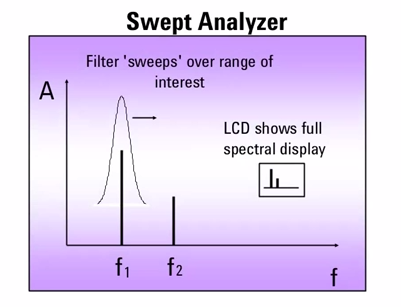 Swept Analyzer
Filter 'sweeps' over range of
interest
A
LCD shows full
spectral display
f1
f2
f